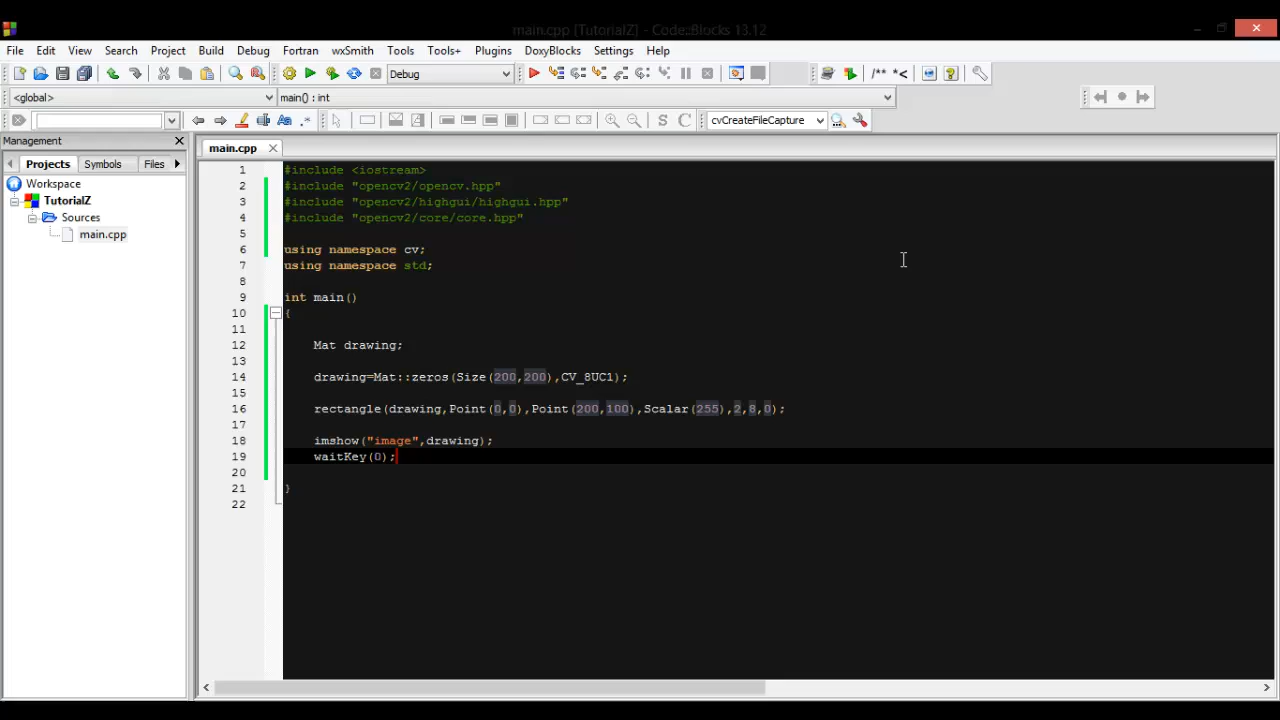 main.cpp [TutorialZ] - Code::Blocks 13.12
File Edit View Search Project Build Debug Fortran wxSmith Tools Tools+ Plugins DoxyBlocks Settings Help
Debug
/** *<
<global> main() : int
Aa .* S C cvCreateFileCapture
Management main.cpp
Projects Symbols Files
Workspace
TutorialZ
Sources
main.cpp
1 #include <iostream>
2 #include "opencv2/opencv.hpp"
3 #include "opencv2/highgui/highgui.hpp"
4 #include "opencv2/core/core.hpp"
5
6 using namespace cv;
7 using namespace std;
8
9 int main()
10 {
11
12 Mat drawing;
13
14 drawing=Mat::zeros(Size(200,200),CV_8UC1);
15
16 rectangle(drawing,Point(0,0),Point(200,100),Scalar(255),2,8,0);
17
18 imshow("image",drawing);
19 waitKey(0);
20
21 }
22